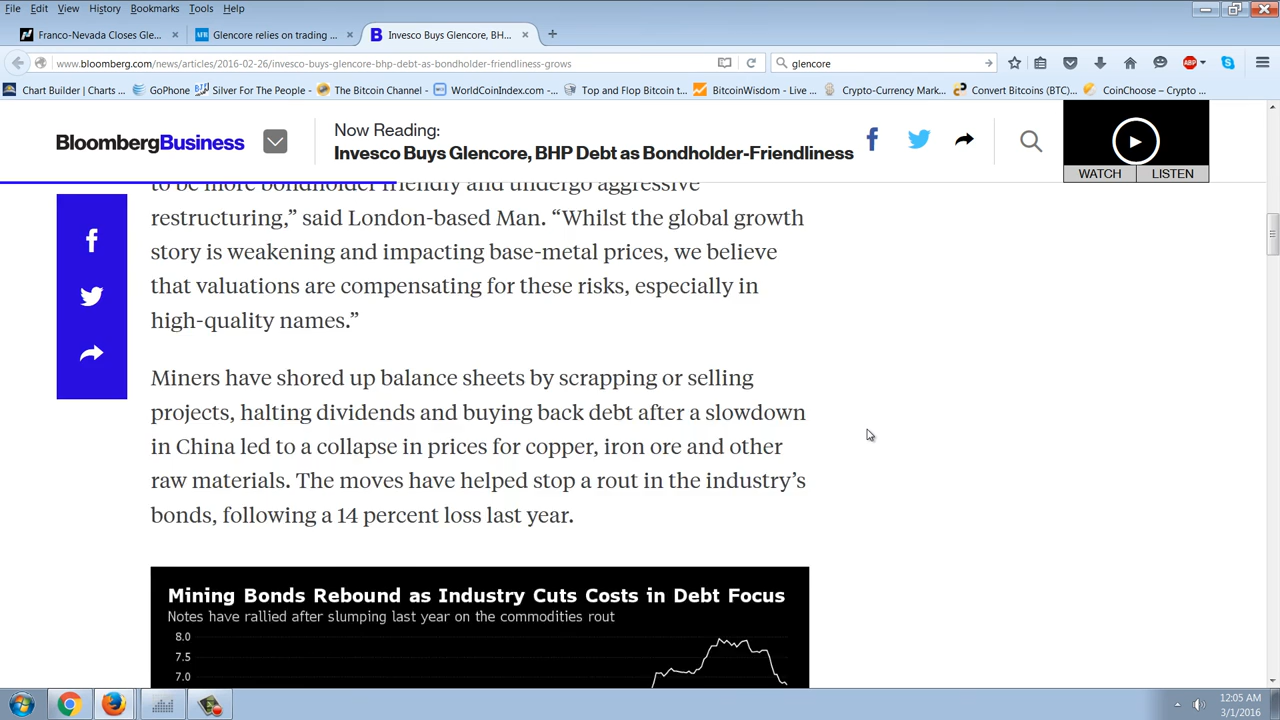 File Edit View History Bookmarks Tools Help
Franco-Nevada Closes Gle... × Glencore relies on trading ... × Invesco Buys Glencore, BH... ×
www.bloomberg.com/news/articles/2016-02-26/invesco-buys-glencore-bhp-debt-as-bondholder-friendliness-grows
glencore
ABP
Chart Builder | Charts ... GoPhone Silver For The People - The Bitcoin Channel - WorldCoinIndex.com -... Top and Flop Bitcoin t... BitcoinWisdom - Live ... Crypto-Currency Mark... Convert Bitcoins (BTC)... CoinChoose – Crypto ...
BloombergBusiness
Now Reading:
Invesco Buys Glencore, BHP Debt as Bondholder-Friendliness
WATCH LISTEN
to be more bondholder friendly and undergo aggressive
restructuring,” said London-based Man. “Whilst the global growth
story is weakening and impacting base-metal prices, we believe
that valuations are compensating for these risks, especially in
high-quality names.”
Miners have shored up balance sheets by scrapping or selling
projects, halting dividends and buying back debt after a slowdown
in China led to a collapse in prices for copper, iron ore and other
raw materials. The moves have helped stop a rout in the industry’s
bonds, following a 14 percent loss last year.
Mining Bonds Rebound as Industry Cuts Costs in Debt Focus
Notes have rallied after slumping last year on the commodities rout
8.0
7.5
7.0
12:05 AM
3/1/2016